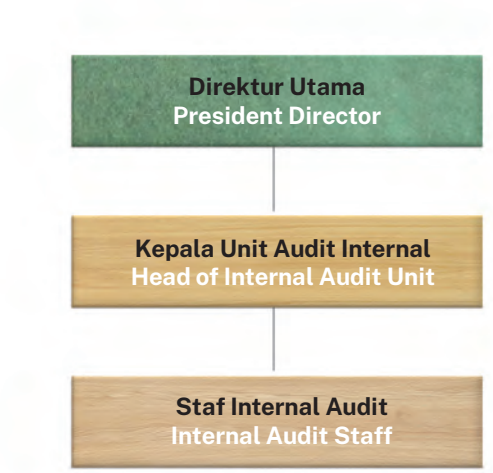 Direktur Utama
President Director
Kepala Unit Audit Internal
Head of Internal Audit Unit
Staf Internal Audit
Internal Audit Staff